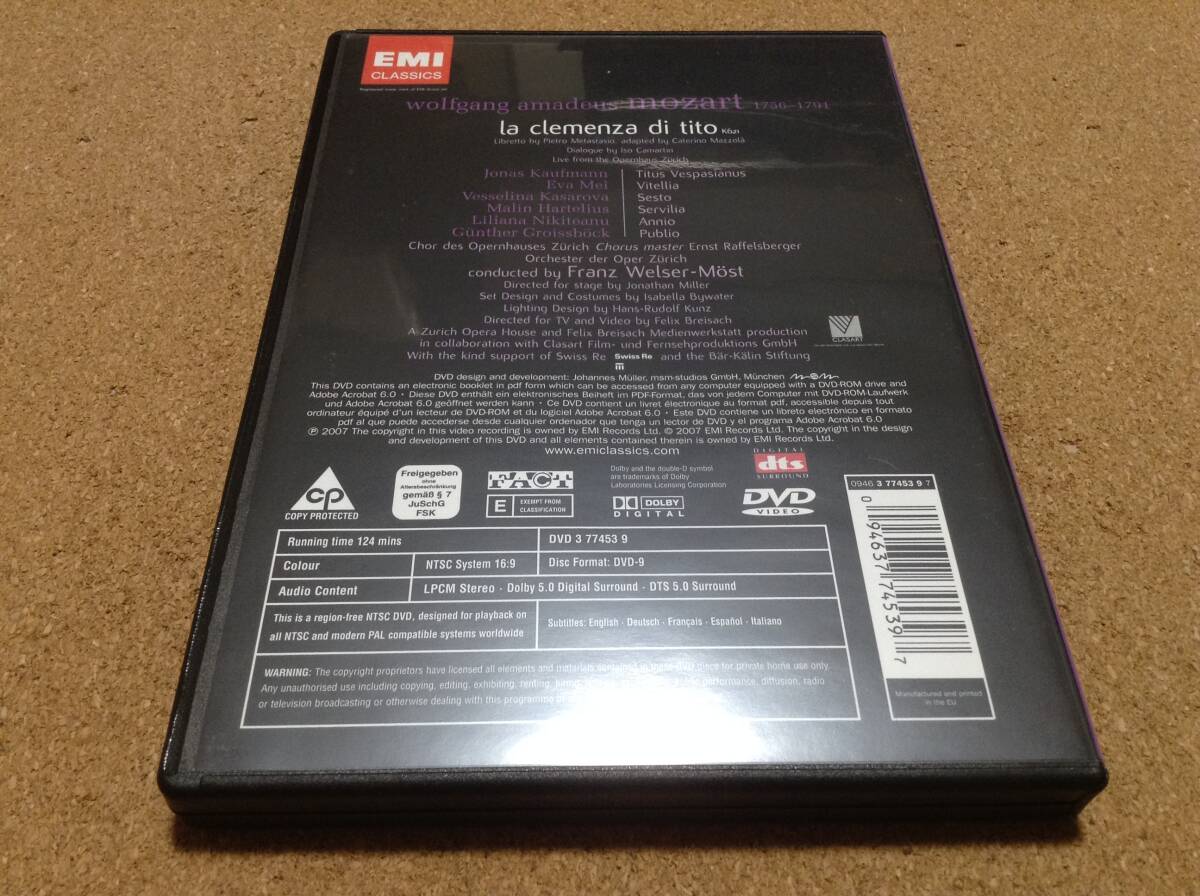 EMI
CLASSICS
wolfgang amadeus mozart 1756–1791
la clemenza di tito K621
Libretto by Pietro Metastasio, adapted by Caterino Mazzolà
Dialogue by Iso Camartin
Live from the Opernhaus Zürich
Jonas Kaufmann Titus Vespasianus
Eva Mei Vitellia
Vesselina Kasarova Sesto
Malin Hartelius Servilia
Liliana Nikiteanu Annio
Günther Groissböck Publio
Chor des Opernhauses Zürich Chorus master Ernst Raffelsberger
Orchester der Oper Zürich
conducted by Franz Welser-Möst
Directed for stage by Jonathan Miller
Set Design and Costumes by Isabella Bywater
Lighting Design by Hans-Rudolf Kunz
Directed for TV and Video by Felix Breisach
A Zurich Opera House and Felix Breisach Medienwerkstatt production
in collaboration with Clasart Film- und Fernsehproduktions GmbH
CLASART
With the kind support of Swiss Re Swiss Re and the Bär-Kälin Stiftung
DVD design and development: Johannes Müller, msm-studios GmbH, München msm
This DVD contains an electronic booklet in pdf form which can be accessed from any computer equipped with a DVD-ROM drive and
Adobe Acrobat 6.0 • Diese DVD enthält ein elektronisches Beiheft im PDF-Format, das von jedem Computer mit DVD-ROM-Laufwerk
und Adobe Acrobat 6.0 geöffnet werden kann • Ce DVD contient un livret électronique au format pdf, accessible depuis tout
ordinateur équipé d'un lecteur de DVD-ROM et du logiciel Adobe Acrobat 6.0 • Este DVD contiene un libreto electrónico en formato
pdf al que puede accederse desde cualquier ordenador que tenga un lector de DVD y el programa Adobe Acrobat 6.0
℗ 2007 The copyright in this video recording is owned by EMI Records Ltd. © 2007 EMI Records Ltd. The copyright in the design
and development of this DVD and all elements contained therein is owned by EMI Records Ltd.
www.emiclassics.com
CP
COPY PROTECTED
Freigegeben
ohne
Altersbeschränkung
gemäß § 7
JuSchG
FSK
FACT
E EXEMPT FROM
CLASSIFICATION
Dolby and the double-D symbol
are trademarks of Dolby
Laboratories Licensing Corporation
DOLBY
DIGITAL
DIGITAL
dts
SURROUND
DVD
VIDEO
0946 3 77453 9 7
0 94637 74539 7
Manufactured and printed
in the EU
Running time 124 mins DVD 3 77453 9
Colour NTSC System 16:9 Disc Format: DVD-9
Audio Content LPCM Stereo · Dolby 5.0 Digital Surround · DTS 5.0 Surround
This is a region-free NTSC DVD, designed for playback on
all NTSC and modern PAL compatible systems worldwide
Subtitles: English · Deutsch · Français · Español · Italiano
WARNING: The copyright proprietors have licensed all elements and materials contained in these DVD discs for private home use only.
Any unauthorised use including copying, editing, exhibiting, renting, hiring, public performance, diffusion, radio
or television broadcasting or otherwise dealing with this programme